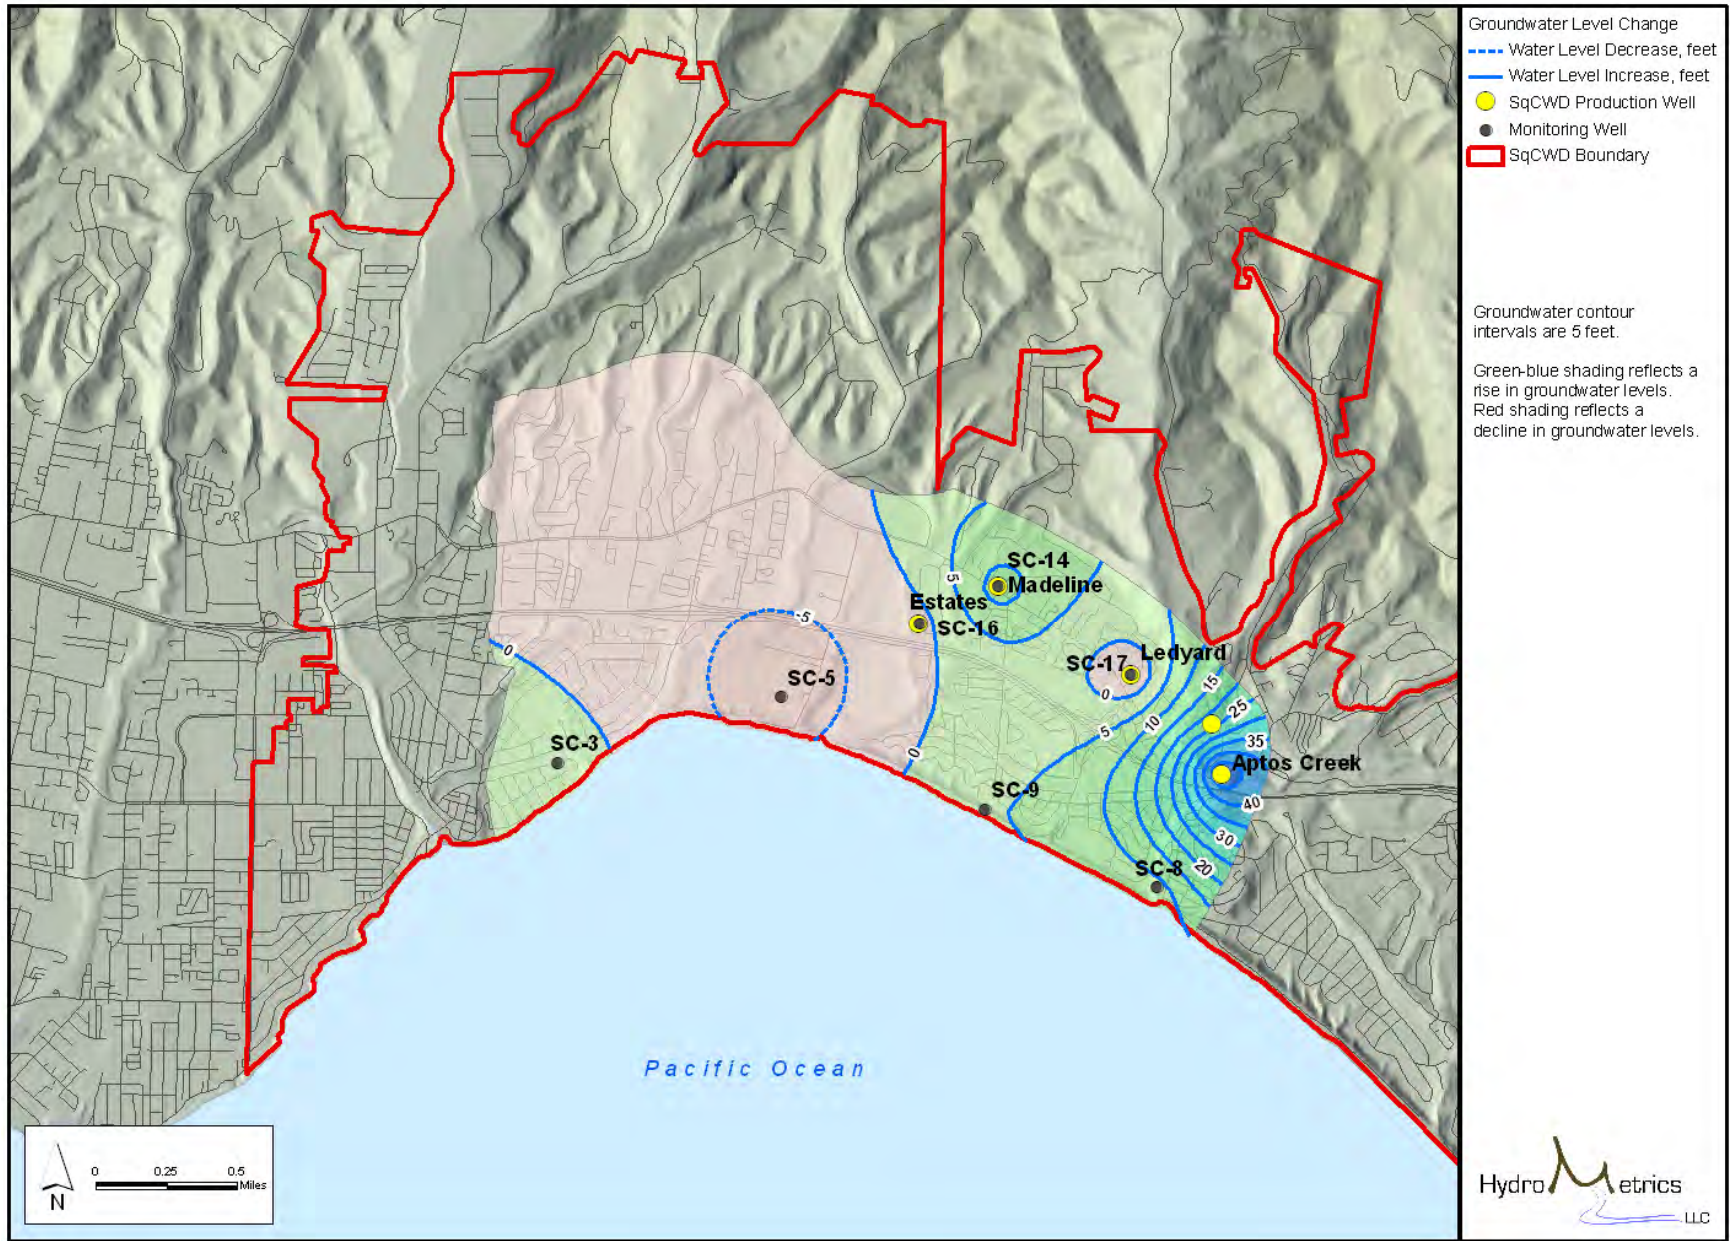 Groundwater Level Change
Water Level Decrease, feet
Water Level Increase, feet
SqCWD Production Well
Monitoring Well
SqCWD Boundary
Groundwater contour
intervals are 5 feet.
Green-blue shading reflects a
rise in groundwater levels.
Red shading reflects a
decline in groundwater levels.
SC-14
Madeline
5
Estates
SC-16
-5
0
SC-17
Ledyard
0
SC-5
15
10
25
5
35
SC-3
0
Aptos Creek
SC-9
40
30
SC-8
20
Pacific Ocean
N
0 0.25 0.5
Miles
HydroMetrics
LLC